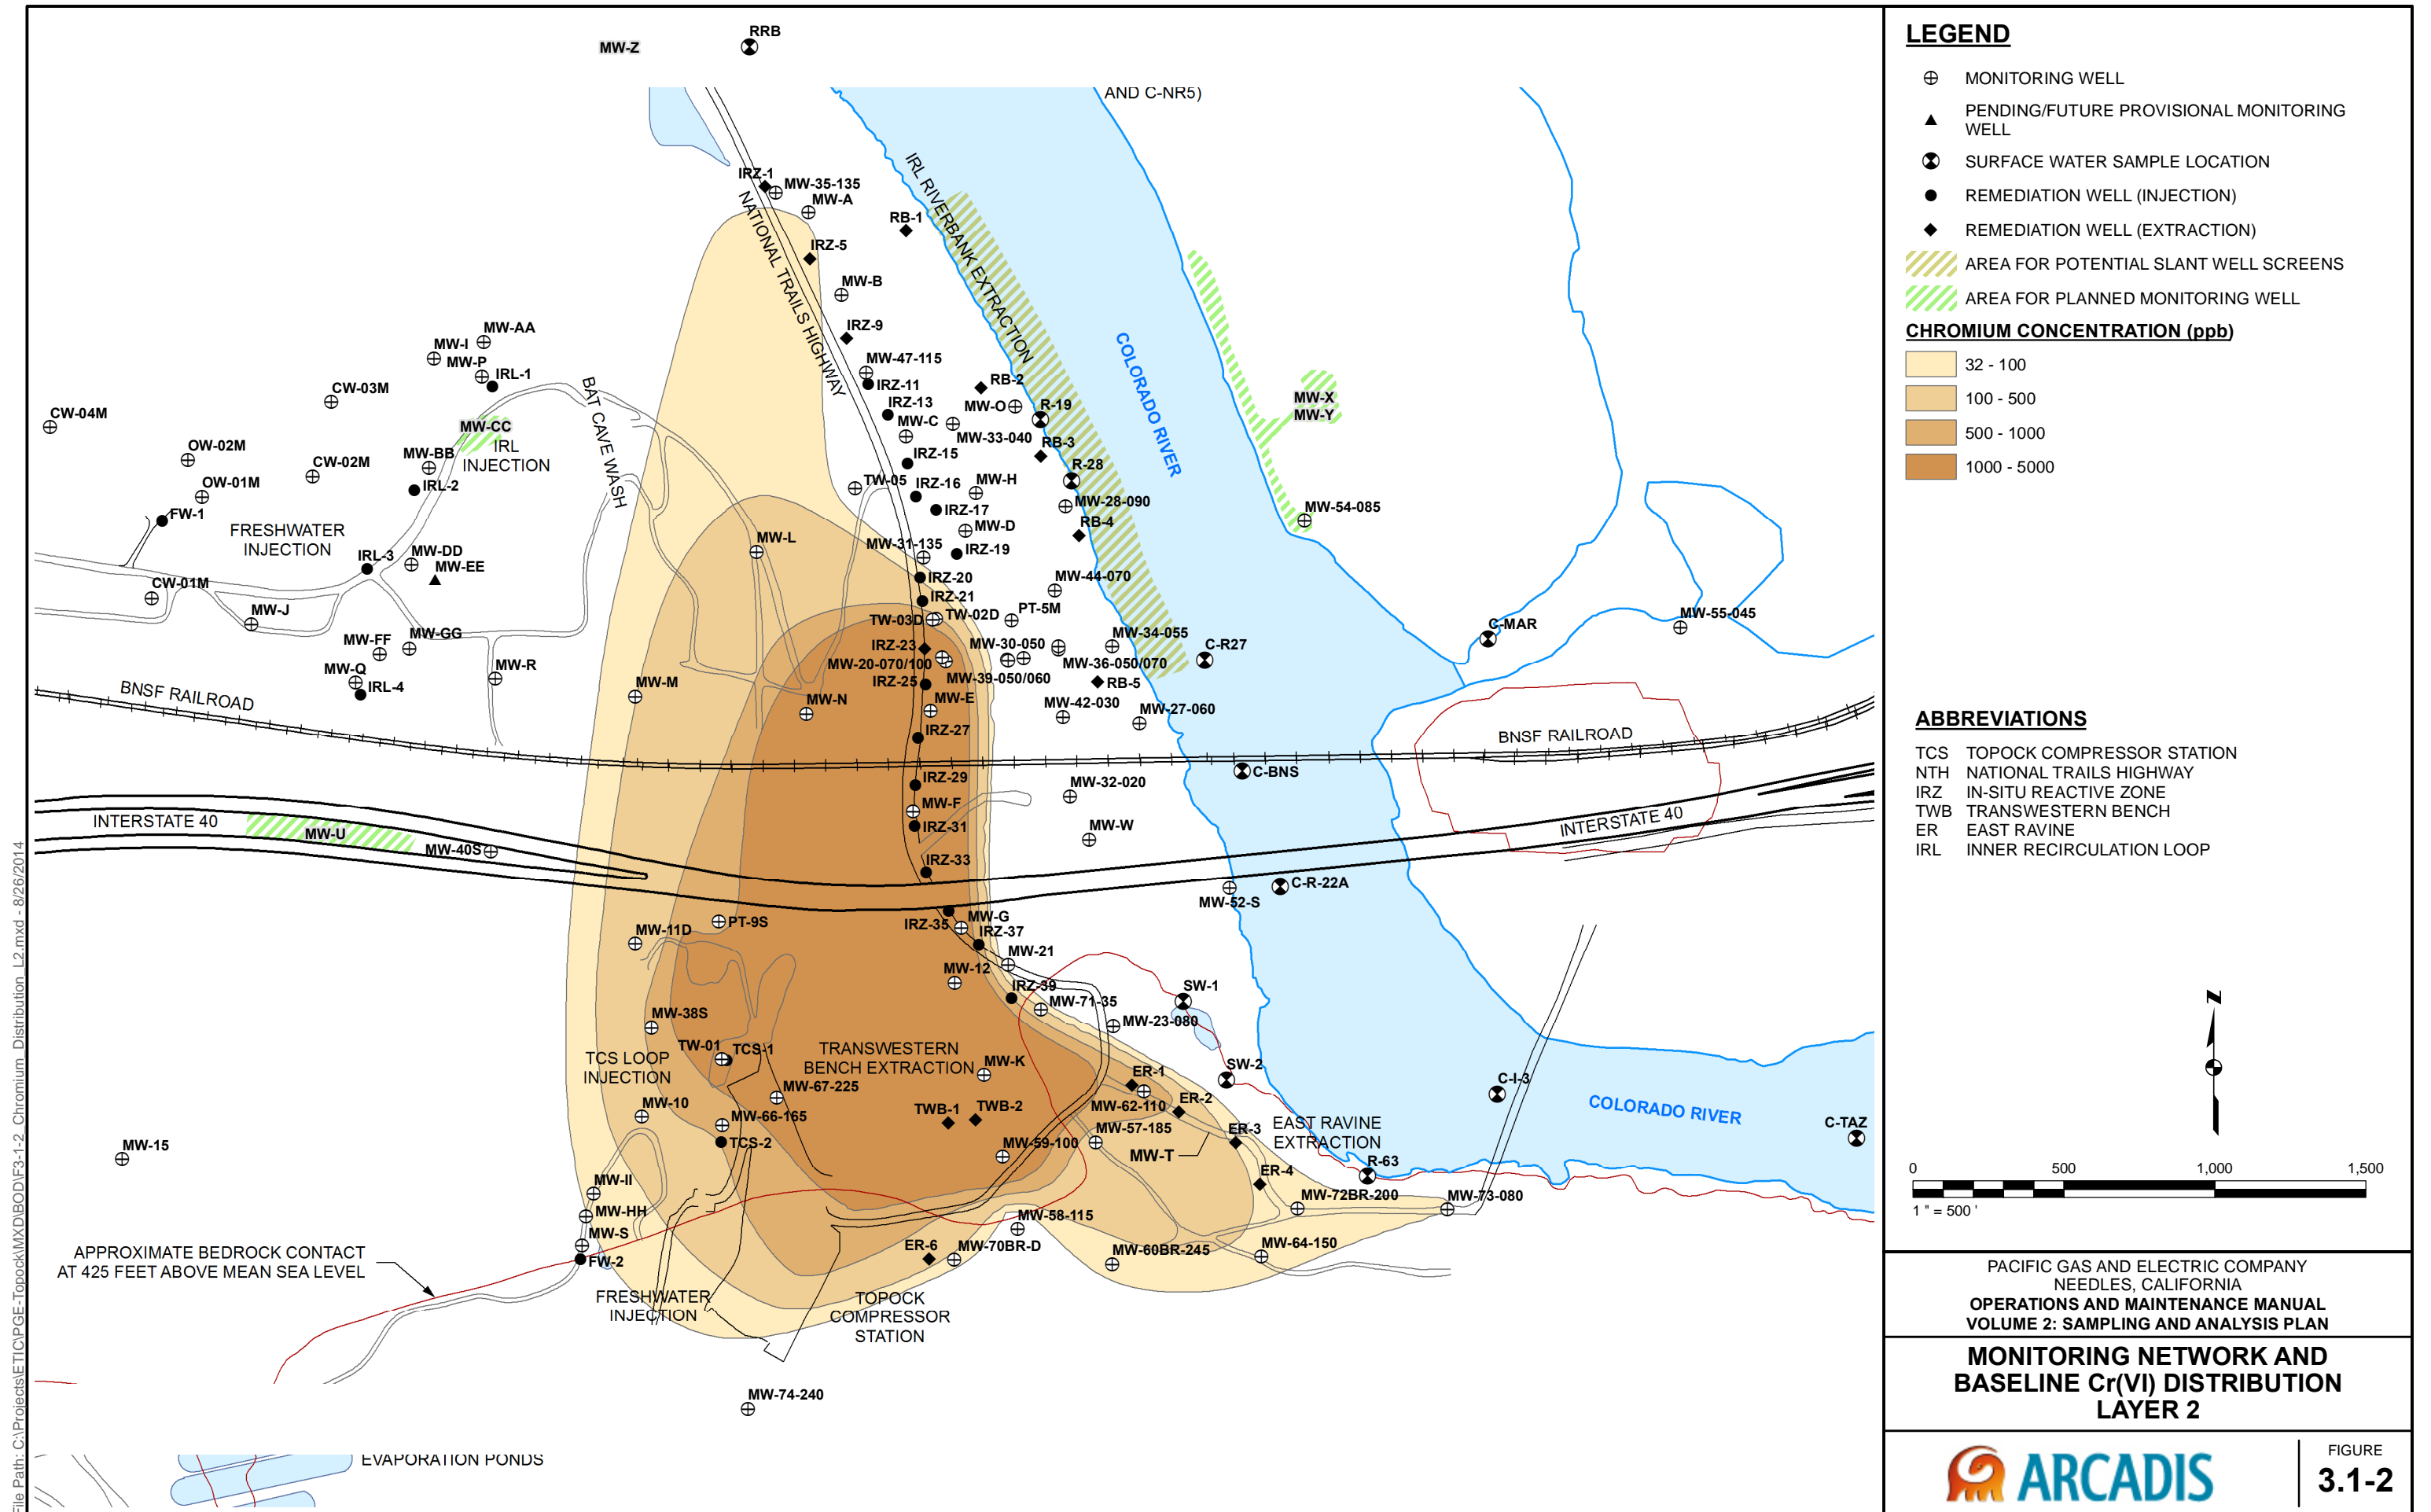 RRB
MW-Z
AND C-NR5)
IRZ-1
MW-35-135
MW-A
RB-1
IRZ-5
NATIONAL TRAILS HIGHWAY
IRL RIVERBANK EXTRACTION
MW-B
IRZ-9
MW-AA
MW-I
MW-P
IRL-1
MW-47-115
IRZ-11
RB-2
COLORADO RIVER
CW-03M
BAT CAVE WASH
IRZ-13
MW-O
R-19
MW-X
MW-Y
CW-04M
MW-CC
MW-C
MW-33-040
RB-3
OW-02M
MW-BB
IRL
INJECTION
IRZ-15
R-28
CW-02M
TW-05
IRZ-16
MW-H
OW-01M
IRL-2
IRZ-17
MW-28-090
MW-54-085
FW-1
FRESHWATER
INJECTION
MW-D
RB-4
MW-L
MW-31-135
IRZ-19
IRL-3
MW-DD
MW-EE
IRZ-20
MW-44-070
CW-01M
IRZ-21
MW-J
TW-03D
TW-02D
PT-5M
MW-55-045
C-MAR
MW-FF
MW-GG
IRZ-23
MW-30-050
MW-34-055
C-R27
MW-Q
MW-R
MW-20-070/100
MW-36-050/070
IRL-4
MW-M
IRZ-25
MW-39-050/060
RB-5
BNSF RAILROAD
MW-N
MW-E
MW-42-030
MW-27-060
IRZ-27
BNSF RAILROAD
C-BNS
IRZ-29
MW-32-020
MW-F
INTERSTATE 40
MW-U
IRZ-31
MW-W
INTERSTATE 40
MW-40S
IRZ-33
C-R-22A
MW-52-S
PT-9S
IRZ-35
MW-G
IRZ-37
MW-11D
MW-21
MW-12
IRZ-39
MW-71-35
SW-1
MW-38S
MW-23-080
TW-01
TCS-1
TCS LOOP
INJECTION
TRANSWESTERN
BENCH EXTRACTION
MW-K
ER-1
SW-2
C-I-3
MW-67-225
MW-10
MW-66-165
TWB-1
TWB-2
MW-62-110
ER-2
COLORADO RIVER
C-TAZ
TCS-2
MW-59-100
MW-57-185
ER-3
EAST RAVINE
EXTRACTION
MW-15
MW-T
R-63
MW-II
ER-4
MW-HH
MW-72BR-200
MW-73-080
MW-S
MW-58-115
FW-2
ER-6
MW-70BR-D
MW-60BR-245
MW-64-150
APPROXIMATE BEDROCK CONTACT
AT 425 FEET ABOVE MEAN SEA LEVEL
FRESHWATER
INJECTION
TOPOCK
COMPRESSOR
STATION
MW-74-240
EVAPORATION PONDS
File Path: C:\Projects\ETIC\PGE-Topock\MXD\BOD\F3-1-2_Chromium_Distribution_L2.mxd - 8/26/2014
LEGEND
MONITORING WELL
PENDING/FUTURE PROVISIONAL MONITORING
WELL
SURFACE WATER SAMPLE LOCATION
REMEDIATION WELL (INJECTION)
REMEDIATION WELL (EXTRACTION)
AREA FOR POTENTIAL SLANT WELL SCREENS
AREA FOR PLANNED MONITORING WELL
CHROMIUM CONCENTRATION (ppb)
32 - 100
100 - 500
500 - 1000
1000 - 5000
ABBREVIATIONS
TCS TOPOCK COMPRESSOR STATION
NTH NATIONAL TRAILS HIGHWAY
IRZ IN-SITU REACTIVE ZONE
TWB TRANSWESTERN BENCH
ER EAST RAVINE
IRL INNER RECIRCULATION LOOP
N
0 500 1,000 1,500
1 " = 500 '
PACIFIC GAS AND ELECTRIC COMPANY
NEEDLES, CALIFORNIA
OPERATIONS AND MAINTENANCE MANUAL
VOLUME 2: SAMPLING AND ANALYSIS PLAN
MONITORING NETWORK AND
BASELINE Cr(VI) DISTRIBUTION
LAYER 2
ARCADIS
FIGURE
3.1-2